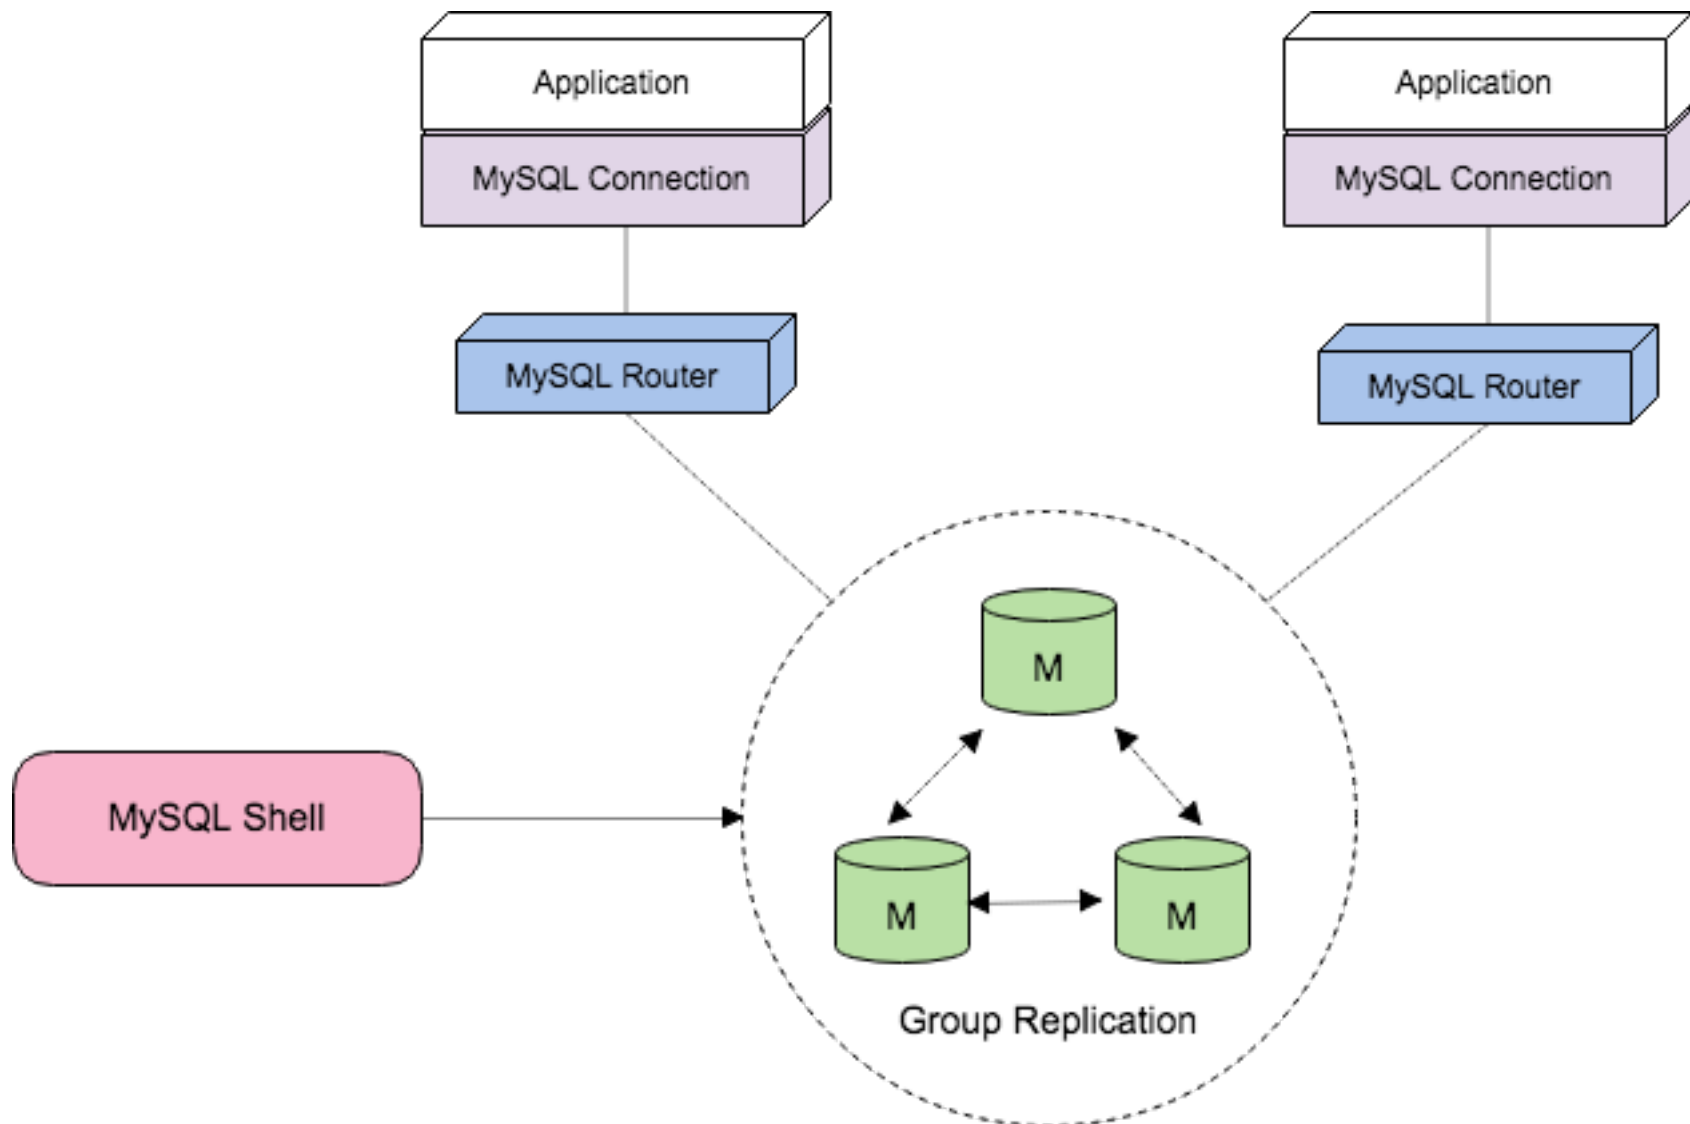 Application
MySQL Connection
MySQL Router
Application
MySQL Connection
MySQL Router
MySQL Shell
M
M
M
Group Replication